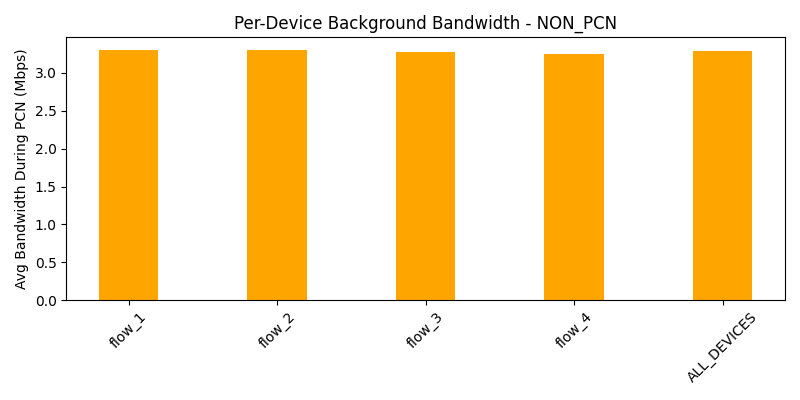 Per-Device Background Bandwidth - NON_PCN
Avg Bandwidth During PCN (Mbps)
3.0
2.5
2.0
1.5
1.0
0.5
0.0
flow_1
flow_2
flow_3
flow_4
ALL_DEVICES